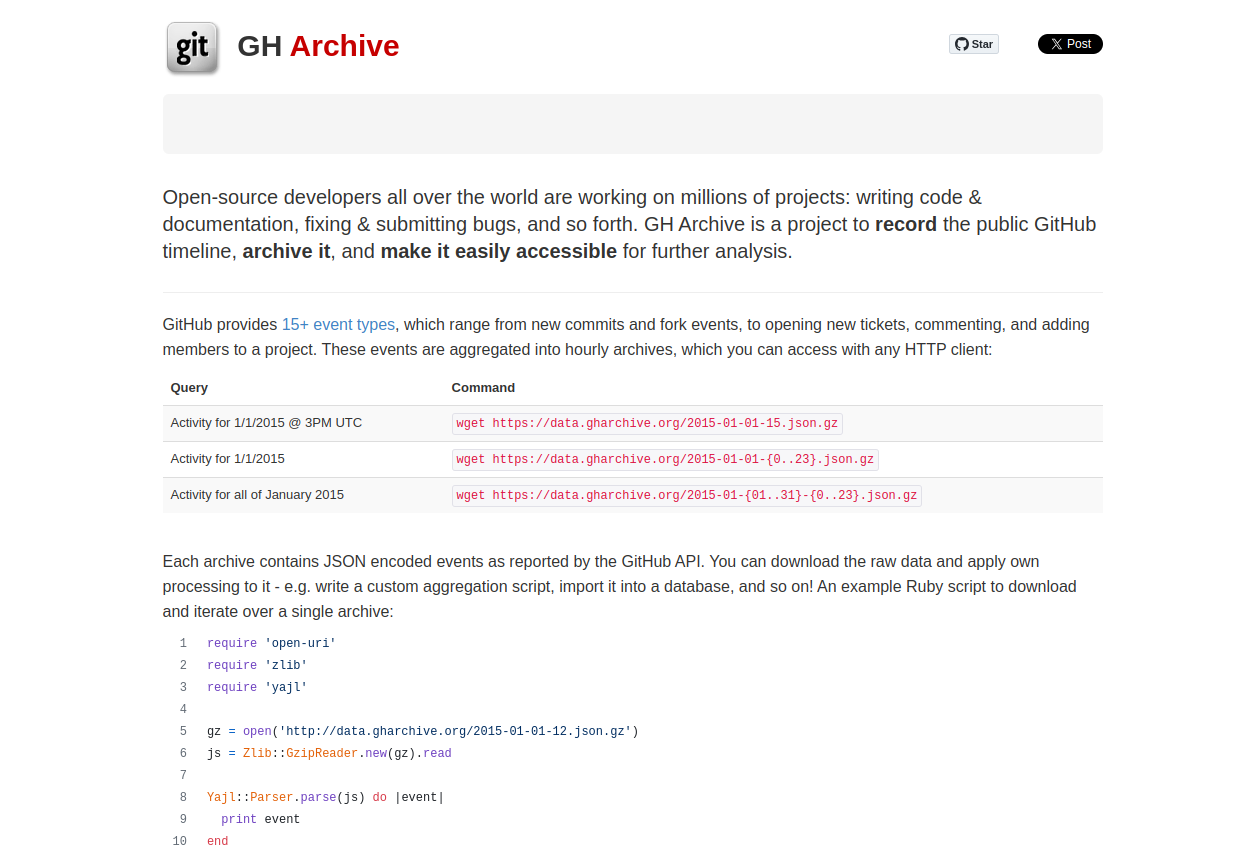 git GH Archive Star Post
Open-source developers all over the world are working on millions of projects: writing code &
documentation, fixing & submitting bugs, and so forth. GH Archive is a project to record the public GitHub
timeline, archive it, and make it easily accessible for further analysis.
GitHub provides 15+ event types, which range from new commits and fork events, to opening new tickets, commenting, and adding
members to a project. These events are aggregated into hourly archives, which you can access with any HTTP client:
Query Command
Activity for 1/1/2015 @ 3PM UTC wget https://data.gharchive.org/2015-01-01-15.json.gz
Activity for 1/1/2015 wget https://data.gharchive.org/2015-01-01-{0..23}.json.gz
Activity for all of January 2015 wget https://data.gharchive.org/2015-01-{01..31}-{0..23}.json.gz
Each archive contains JSON encoded events as reported by the GitHub API. You can download the raw data and apply own
processing to it - e.g. write a custom aggregation script, import it into a database, and so on! An example Ruby script to download
and iterate over a single archive:
1 require 'open-uri'
2 require 'zlib'
3 require 'yajl'
4
5 gz = open('http://data.gharchive.org/2015-01-01-12.json.gz')
6 js = Zlib::GzipReader.new(gz).read
7
8 Yajl::Parser.parse(js) do |event|
9   print event
10 end